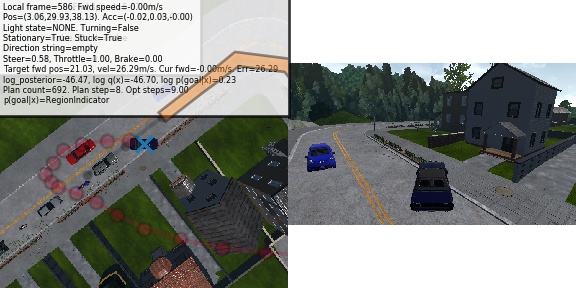 Local frame=586. Fwd speed=-0.00m/s
Pos=(3.06,29.93,38.13). Acc=(-0.02,0.03,-0.00)
Light state=NONE. Turning=False
Stationary=True. Stuck=True
Direction string=empty
Steer=0.58, Throttle=1.00, Brake=0.00
Target fwd pos=21.03, vel=26.29m/s. Cur fwd=-0.00m/s. Err=26.29
log_posterior=-46.47, log q(x)=-46.70, log p(goal|x)=0.23
Plan count=692. Plan step=8. Opt steps=9.00
p(goal|x)=RegionIndicator